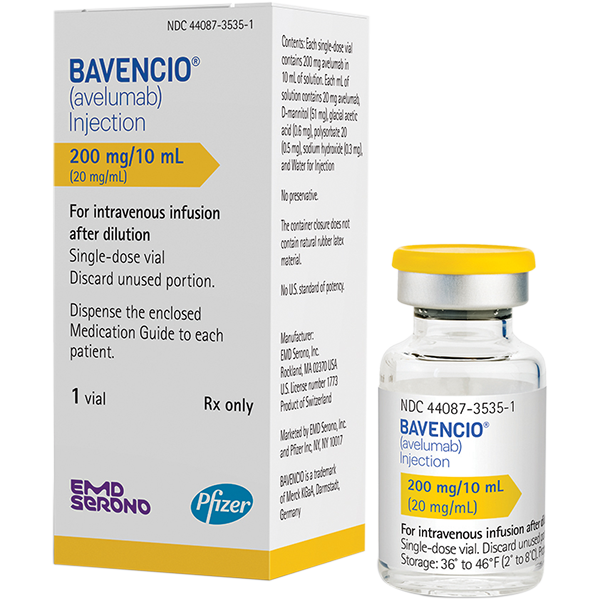 NDC 44087-3535-1
BAVENCIO®
(avelumab)
Injection
200 mg/10 mL
(20 mg/mL)
For intravenous infusion
after dilution
Single-dose vial
Discard unused portion.
Dispense the enclosed
Medication Guide to each
patient.
1 vial
Rx only
EMD
SERONO
Pfizer
Contents: Each single-dose vial
contains 200 mg avelumab in
10 mL of solution. Each mL of
solution contains 20 mg avelumab,
D-mannitol (51 mg), glacial acetic
acid (0.6 mg), polysorbate 20
(0.5 mg), sodium hydroxide (0.3 mg),
and Water for Injection
No preservative.
The container closure does not
contain natural rubber latex
material.
No U.S. standard of potency.
Manufacturer:
EMD Serono, Inc.
Rockland, MA 02370 USA
U.S. License number 1773
Product of Switzerland
Marketed by EMD Serono, Inc.
and Pfizer Inc, NY, NY 10017
BAVENCIO is a trademark
of Merck KGaA, Darmstadt,
Germany
NDC 44087-3535-1
BAVENCIO®
(avelumab)
Injection
200 mg/10 mL
(20 mg/mL)
For intravenous infusion after
Single-dose vial. Discard unused
Storage: 36° to 46°F (2° to 8°C).